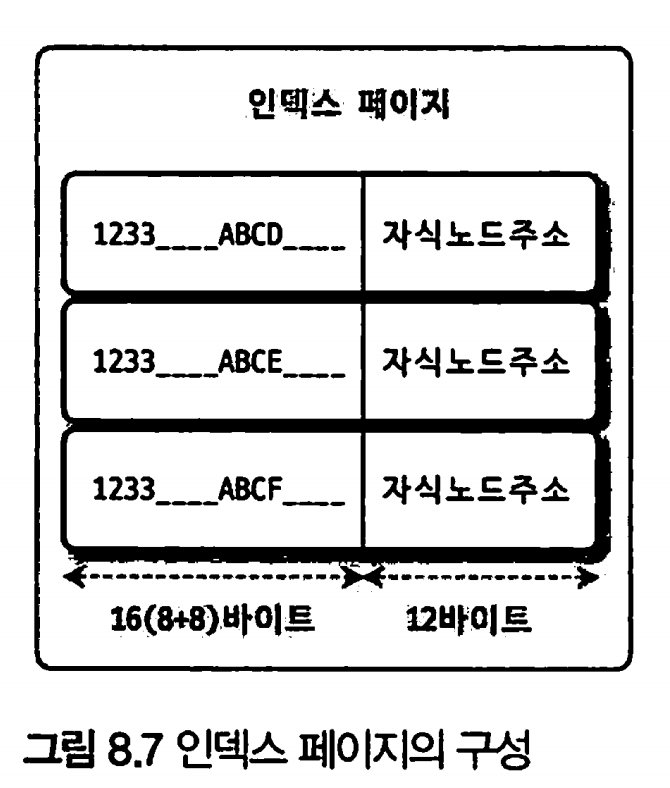 인덱스 페이지
1233____ABCD____ 자식노드주소
1233____ABCE____ 자식노드주소
1233____ABCF____ 자식노드주소
16(8+8)바이트 12바이트
그림 8.7 인덱스 페이지의 구성